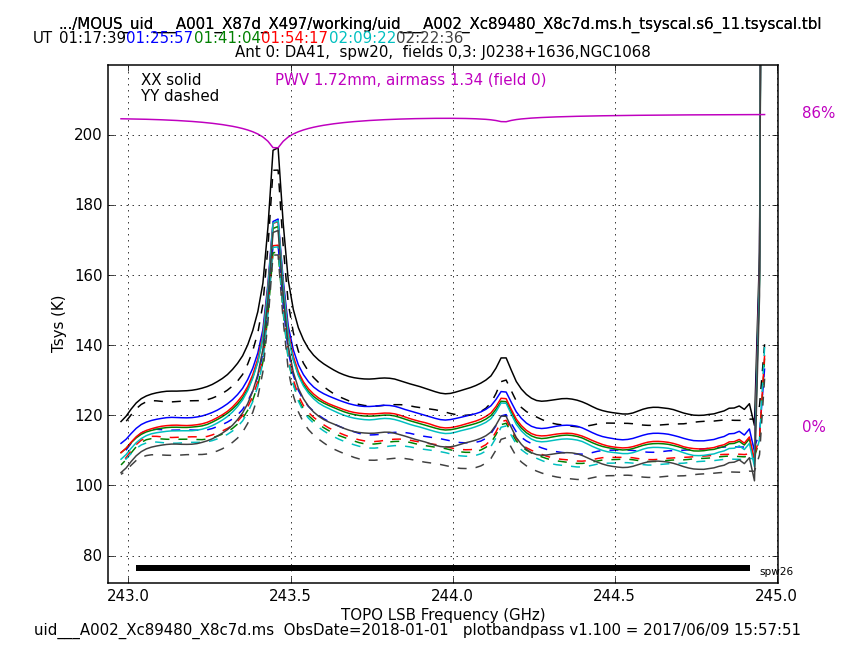 .../MOUS_uid___A001_X87d_X497/working/uid___A002_Xc89480_X8c7d.ms.h_tsyscal.s6_11.tsyscal.tbl
UT 01:17:39 01:25:57 01:41:04 01:54:17 02:09:22 02:22:36
Ant 0: DA41, spw20, fields 0,3: J0238+1636,NGC1068
XX solid PWV 1.72mm, airmass 1.34 (field 0)
YY dashed
86%
200
180
160
140
120
100
80
Tsys (K)
0%
spw26
243.0 243.5 244.0 244.5 245.0
TOPO LSB Frequency (GHz)
uid___A002_Xc89480_X8c7d.ms ObsDate=2018-01-01 plotbandpass v1.100 = 2017/06/09 15:57:51